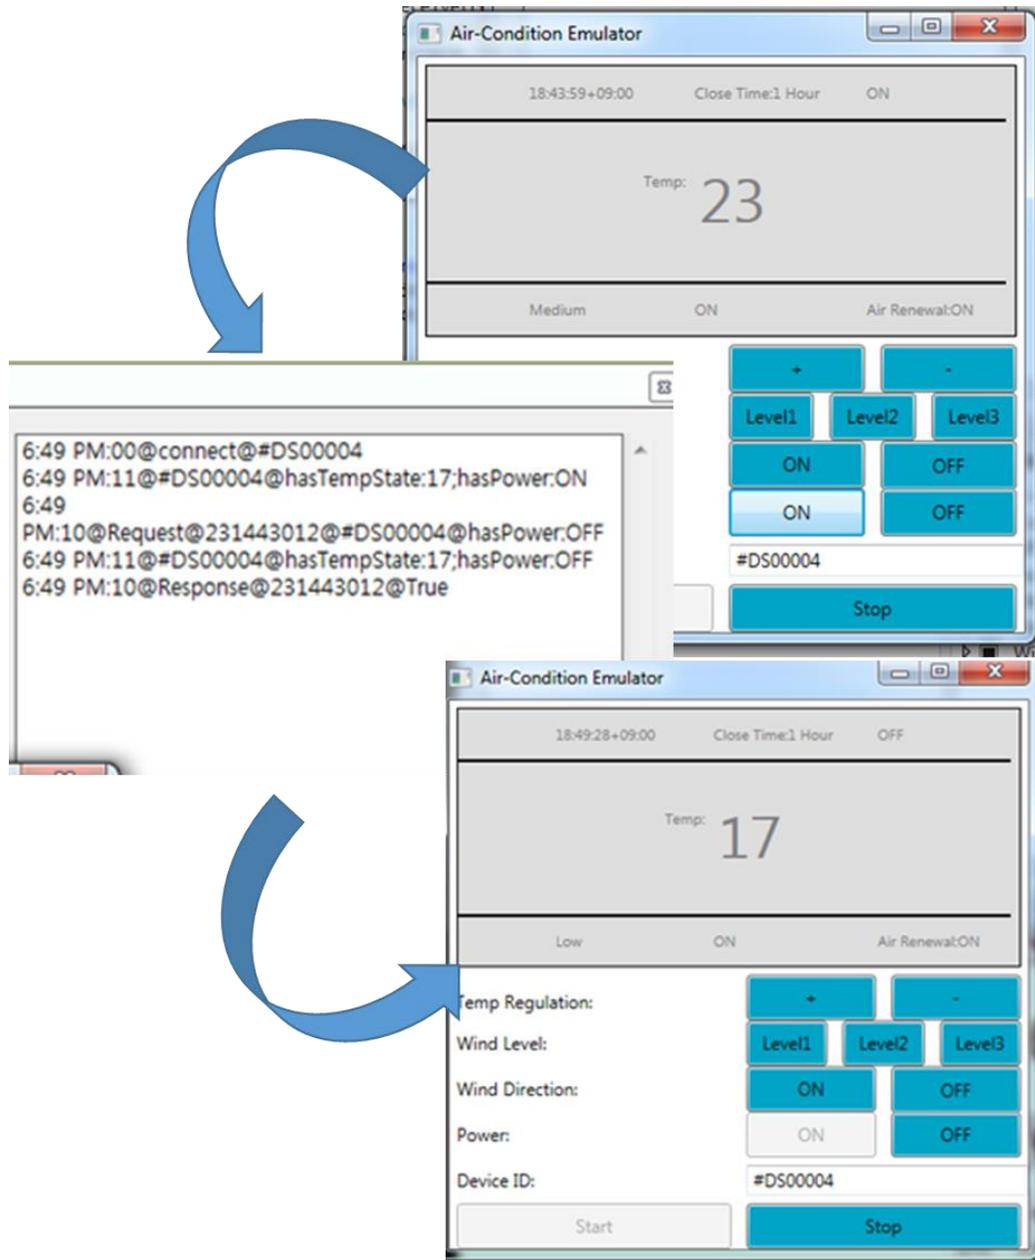 Air-Condition Emulator
18:43:59+09:00 Close Time:1 Hour ON
Temp: 23
Medium ON Air Renewal:ON
+ -
Level1 Level2 Level3
ON OFF
ON OFF
#DS00004
Stop
6:49 PM:00@connect@#DS00004
6:49 PM:11@#DS00004@hasTempState:17;hasPower:ON
6:49
PM:10@Request@231443012@#DS00004@hasPower:OFF
6:49 PM:11@#DS00004@hasTempState:17;hasPower:OFF
6:49 PM:10@Response@231443012@True
Air-Condition Emulator
18:49:28+09:00 Close Time:1 Hour OFF
Temp: 17
Low ON Air Renewal:ON
Temp Regulation: + -
Wind Level: Level1 Level2 Level3
Wind Direction: ON OFF
Power: ON OFF
Device ID: #DS00004
Start Stop